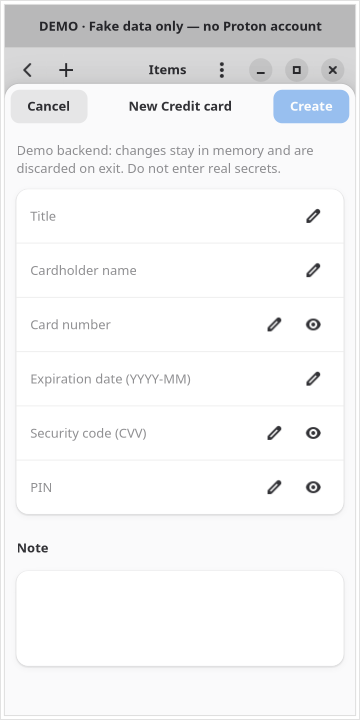 DEMO · Fake data only — no Proton account
Items
Cancel
New Credit card
Create
Demo backend: changes stay in memory and are
discarded on exit. Do not enter real secrets.
Title
Cardholder name
Card number
Expiration date (YYYY-MM)
Security code (CVV)
PIN
Note